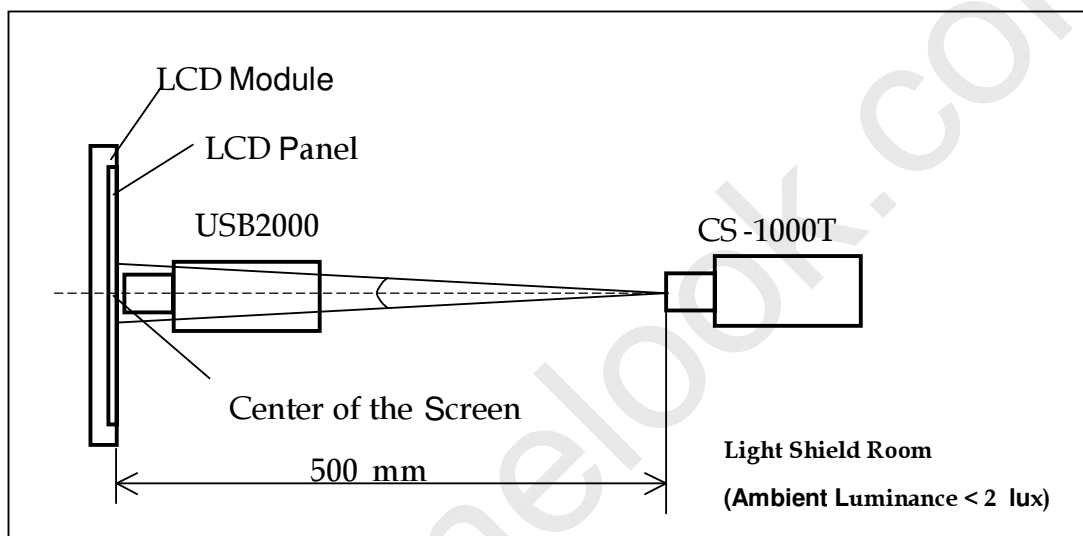 LCD Module
LCD Panel
USB2000
CS-1000T
Center of the Screen
500 mm
Light Shield Room
(Ambient Luminance < 2 lux)